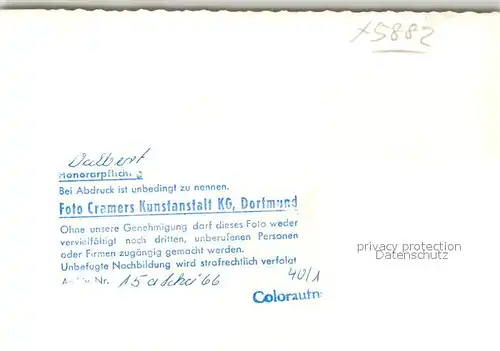 x5882
Dalbert
Honorarpflichtig
Bei Abdruck ist unbedingt zu nennen.
Foto Cramers Kunstanstalt KG, Dortmund
Ohne unsere Genehmigung darf dieses Foto weder
vervielfältigt noch dritten, unberufenen Personen
oder Firmen zugängig gemacht werden.
Unbefugte Nachbildung wird strafrechtlich verfolgt
Nr. 15 66
40/1
Colorautn
privacy protection
Datenschutz